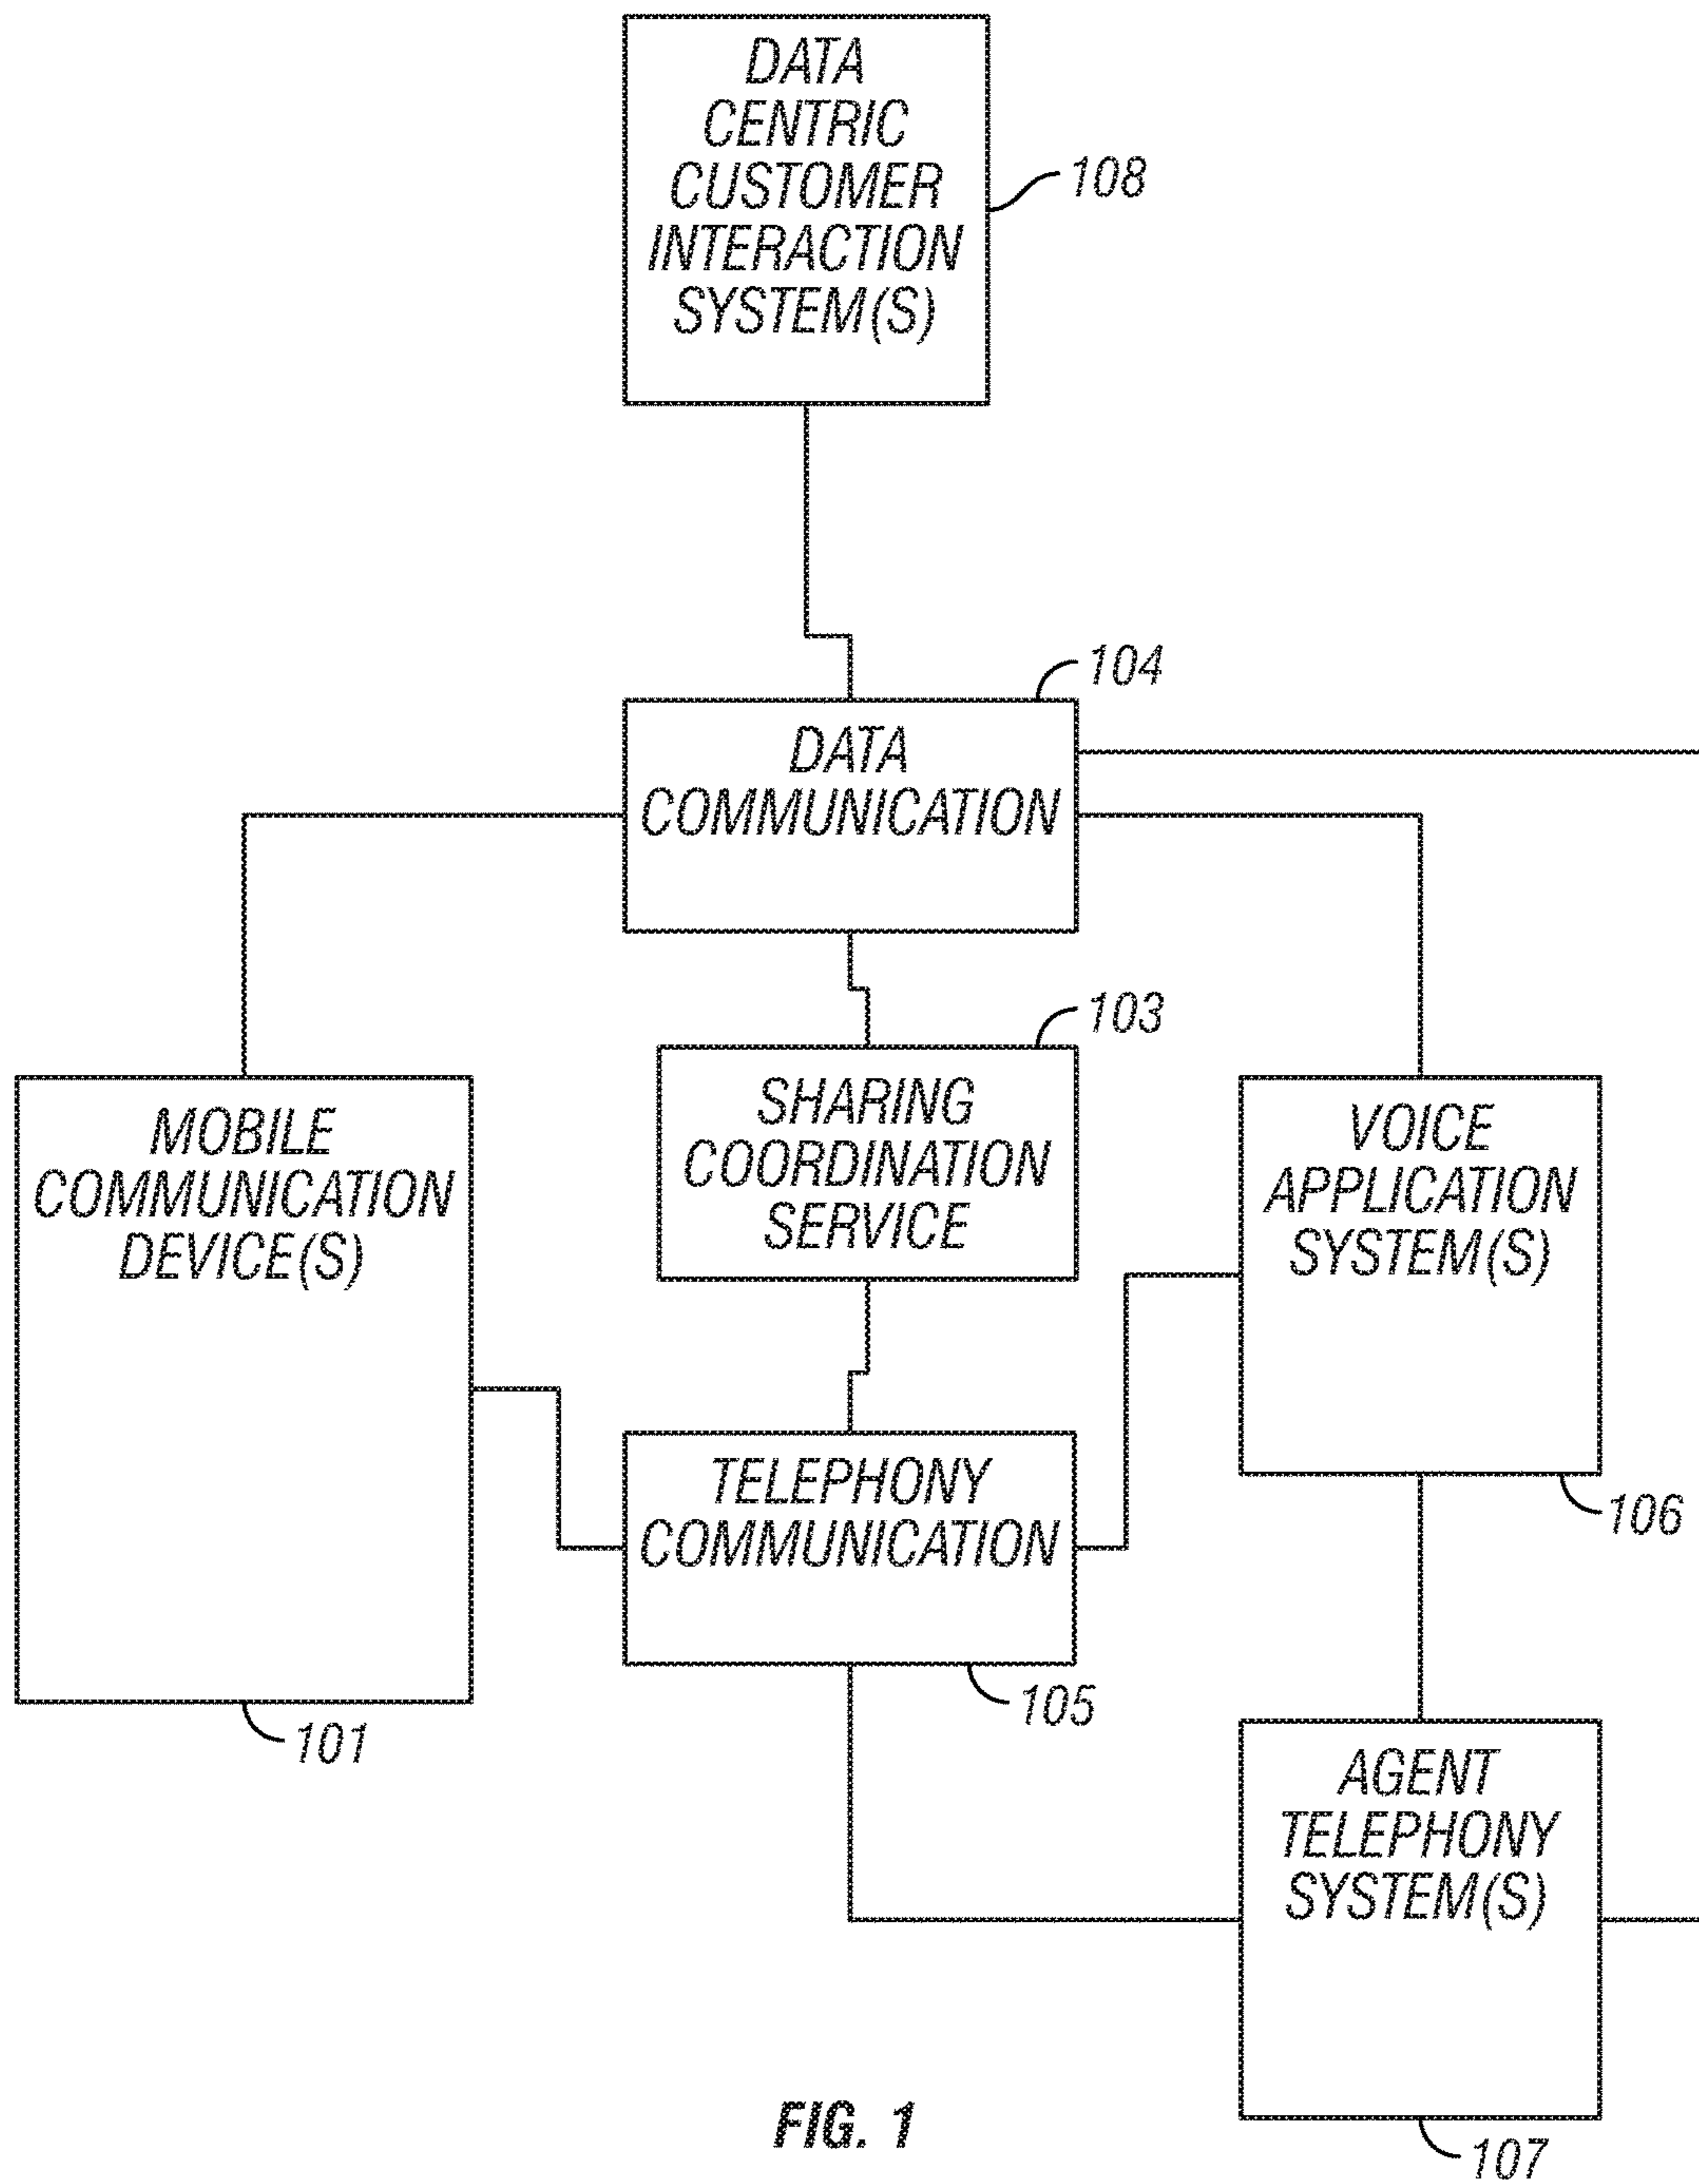 DATA
CENTRIC
CUSTOMER
INTERACTION
SYSTEM(S)
108
104
DATA
COMMUNICATION
103
SHARING
COORDINATION
SERVICE
MOBILE
COMMUNICATION
DEVICE(S)
VOICE
APPLICATION
SYSTEM(S)
TELEPHONY
COMMUNICATION
106
105
101
AGENT
TELEPHONY
SYSTEM(S)
FIG. 1
107